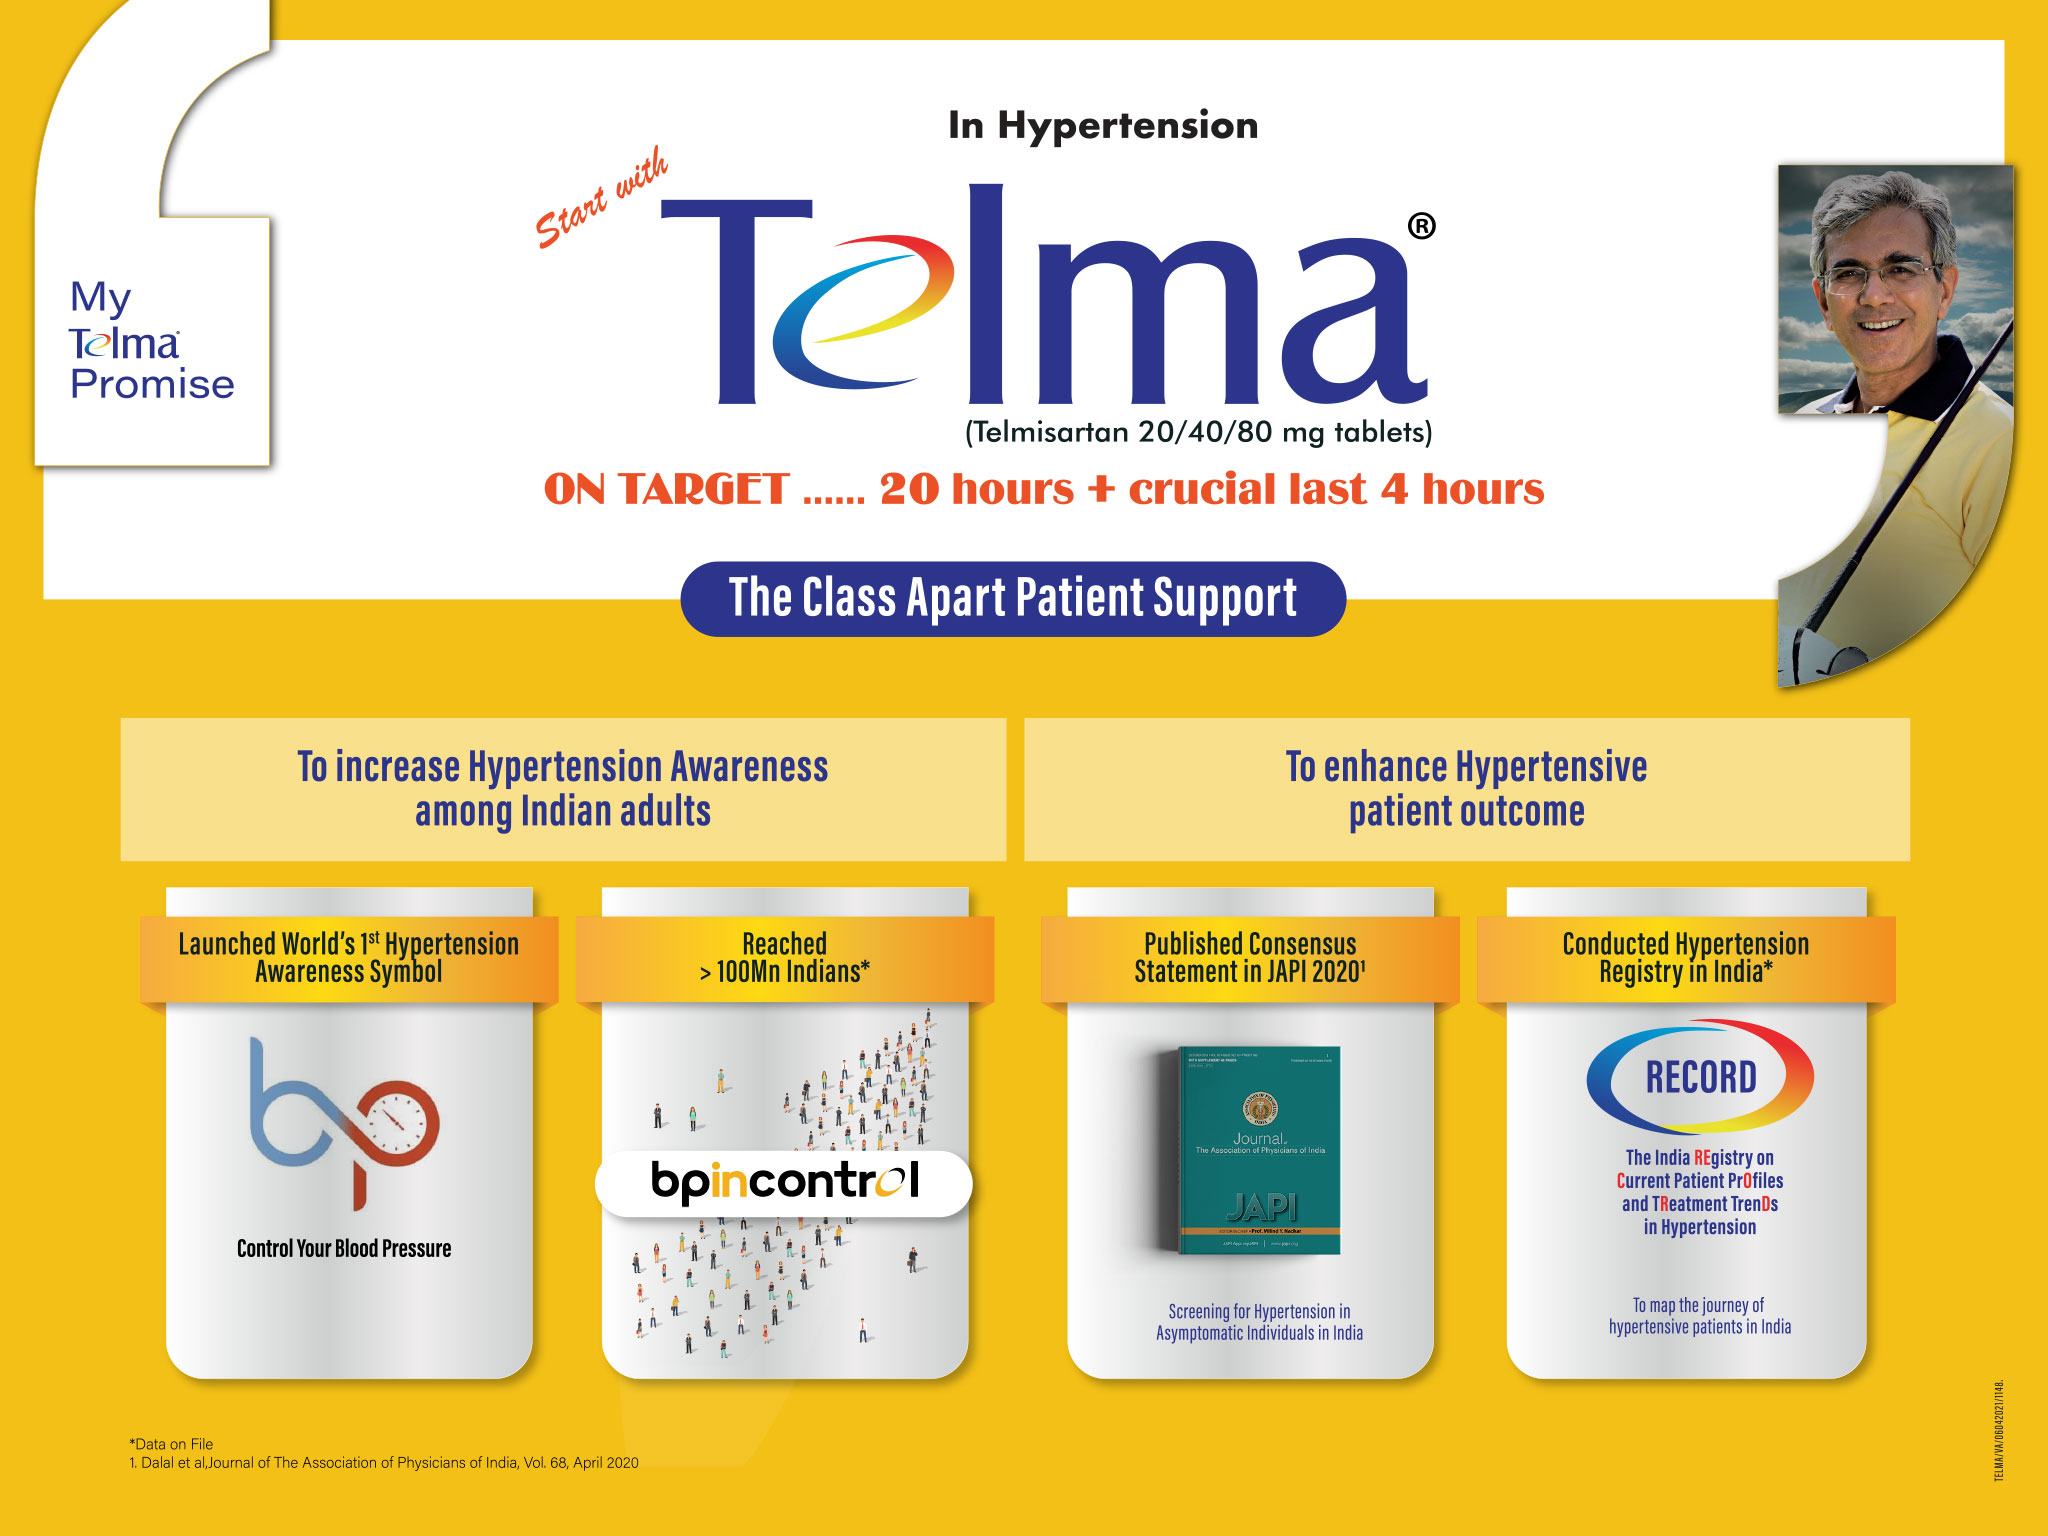 In Hypertension
Start with
Telma®
(Telmisartan 20/40/80 mg tablets)
ON TARGET ...... 20 hours + crucial last 4 hours
My
Telma®
Promise
The Class Apart Patient Support
To increase Hypertension Awareness
among Indian adults
To enhance Hypertensive
patient outcome
Launched World's 1st Hypertension
Awareness Symbol
bp
Control Your Blood Pressure
Reached
> 100Mn Indians*
bpincontrol
Published Consensus
Statement in JAPI 2020¹
Journal of
The Association of Physicians of India
JAPI
Screening for Hypertension in
Asymptomatic Individuals in India
Conducted Hypertension
Registry in India*
RECORD
The India REgistry on
Current Patient PrOfiles
and TReatment TrenDs
in Hypertension
To map the journey of
hypertensive patients in India
*Data on File
1. Dalal et al,Journal of The Association of Physicians of India, Vol. 68, April 2020
TELMA/VA/06042021/1148.